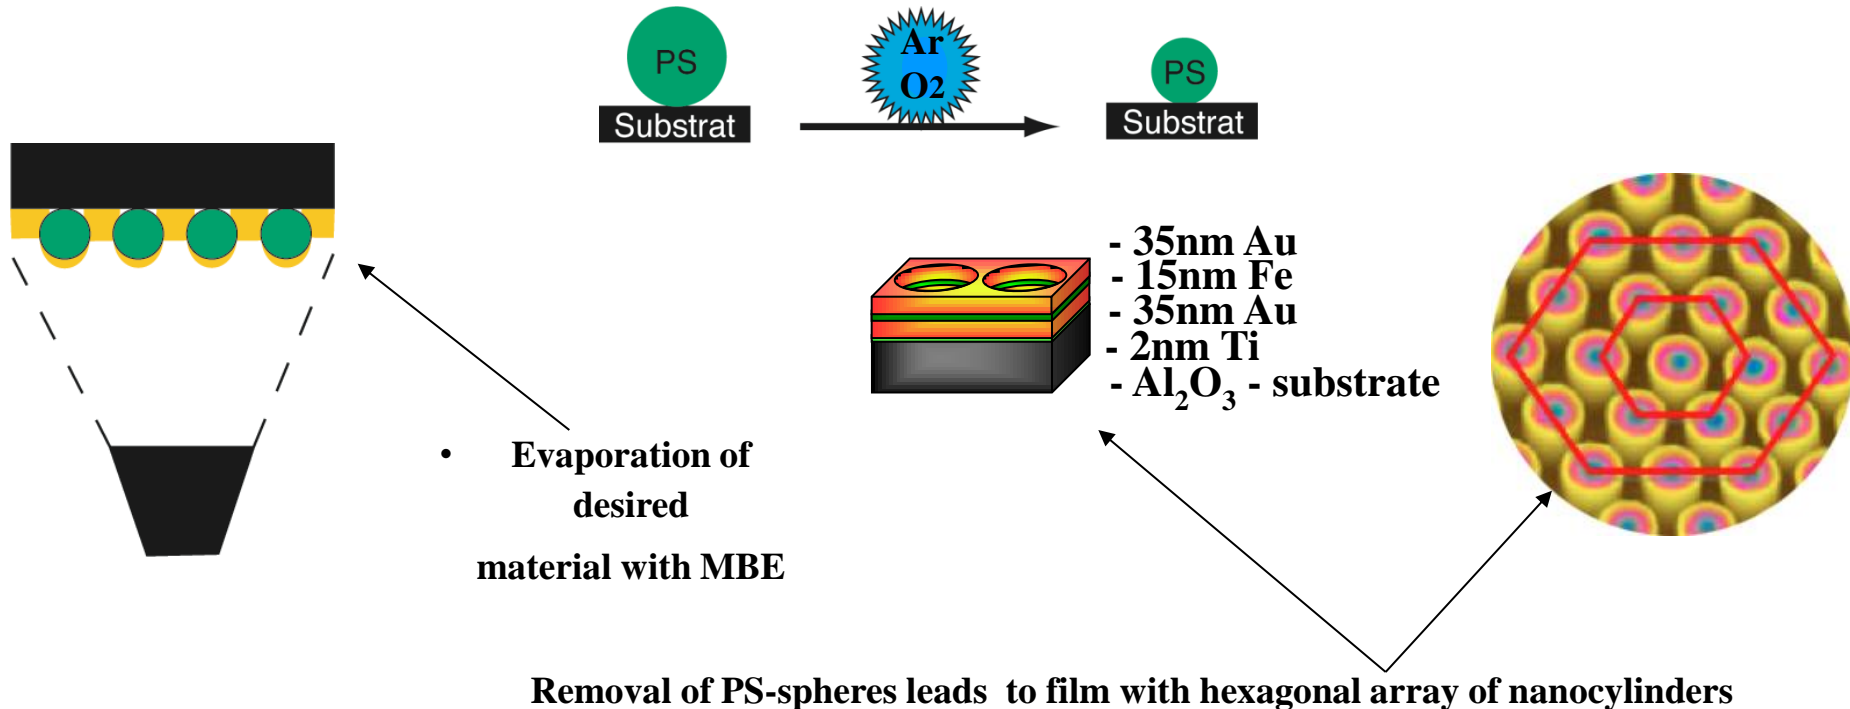 PS
Substrat
Ar
O2
PS
Substrat
- 35nm Au
- 15nm Fe
- 35nm Au
- 2nm Ti
- Al₂O₃ - substrate
• Evaporation of
desired
material with MBE
Removal of PS-spheres leads to film with hexagonal array of nanocylinders